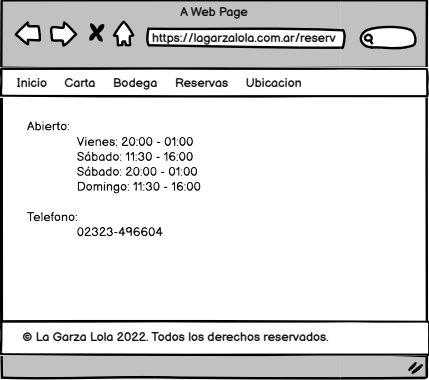 A Web Page
https://lagarzalola.com.ar/reserv
Inicio Carta Bodega Reservas Ubicacion
Abierto:
Vienes: 20:00 - 01:00
Sábado: 11:30 - 16:00
Sábado: 20:00 - 01:00
Domingo: 11:30 - 16:00
Telefono:
02323-496604
© La Garza Lola 2022. Todos los derechos reservados.